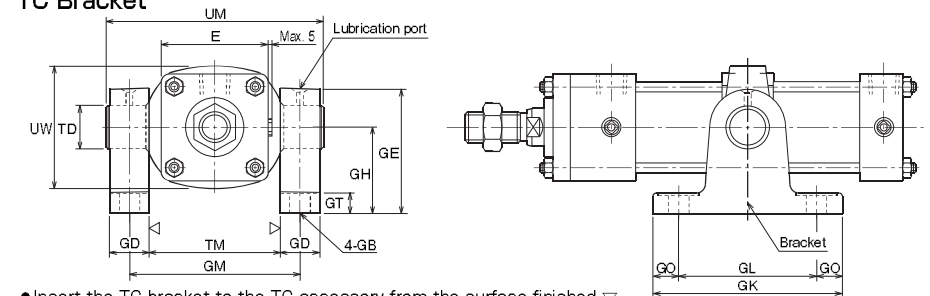 TC Bracket
UM
E
Max. 5
Lubrication port
UW
TD
GE
GH
GT
GD
TM
GD
4-GB
GM
Bracket
GO
GL
GO
GK
●Insert the TC bracket to the TC accessory from the surface finished ▽